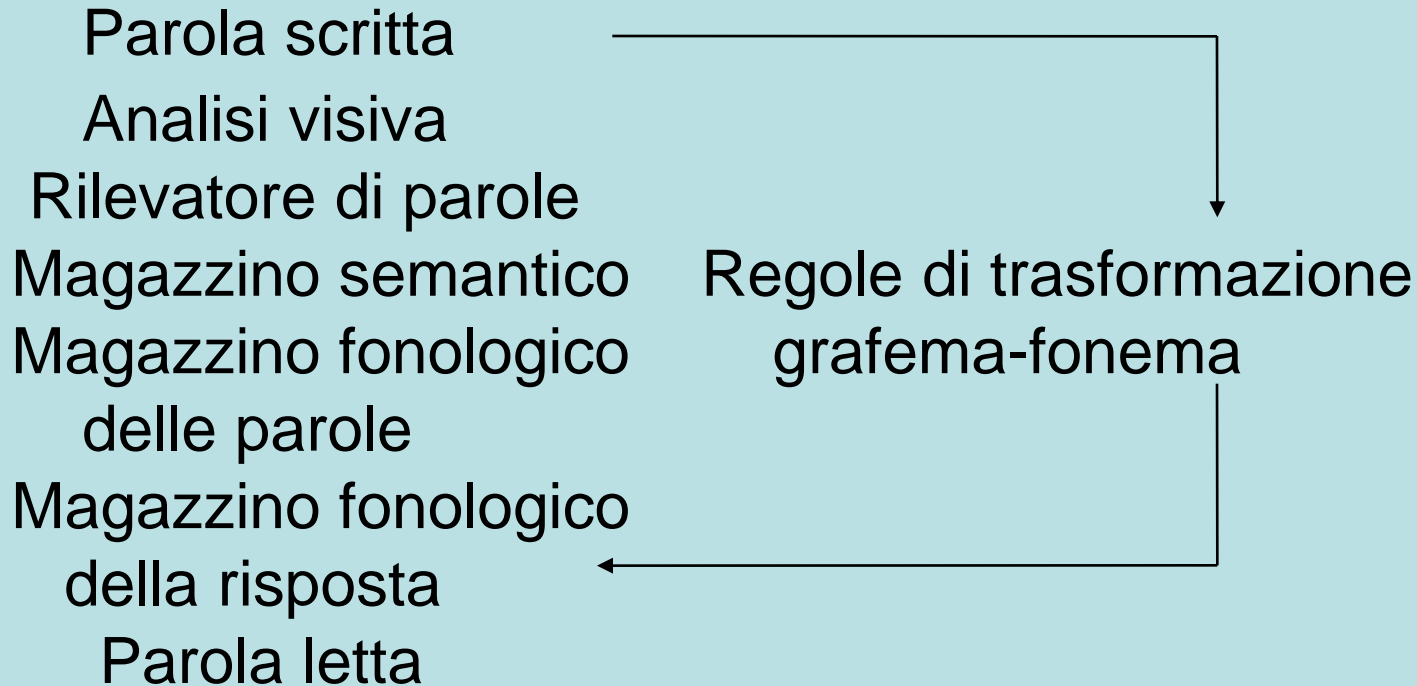 Parola scritta
Analisi visiva
Rilevatore di parole
Magazzino semantico
Magazzino fonologico
delle parole
Magazzino fonologico
della risposta
Parola letta
Regole di trasformazione
grafema-fonema